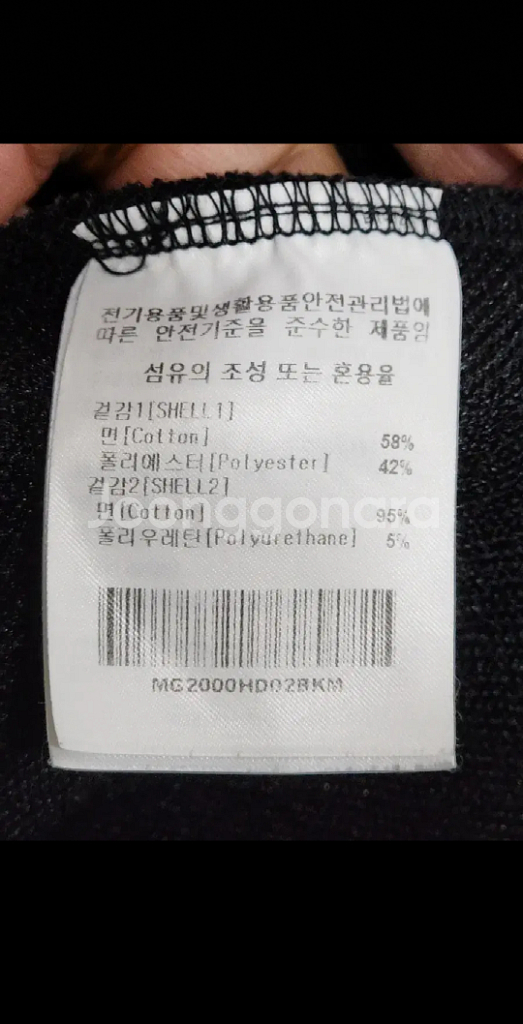 전기용품및생활용품안전관리법에
따른 안전기준을 준수한 제품임
섬유의 조성 또는 혼용율
겉감1[SHELL1]
면[Cotton] 58%
폴리에스터[Polyester] 42%
겉감2[SHELL2]
면[Cotton] 95%
폴리우레탄[Polyurethane] 5%
joonggonara
MG2000HD02BKM